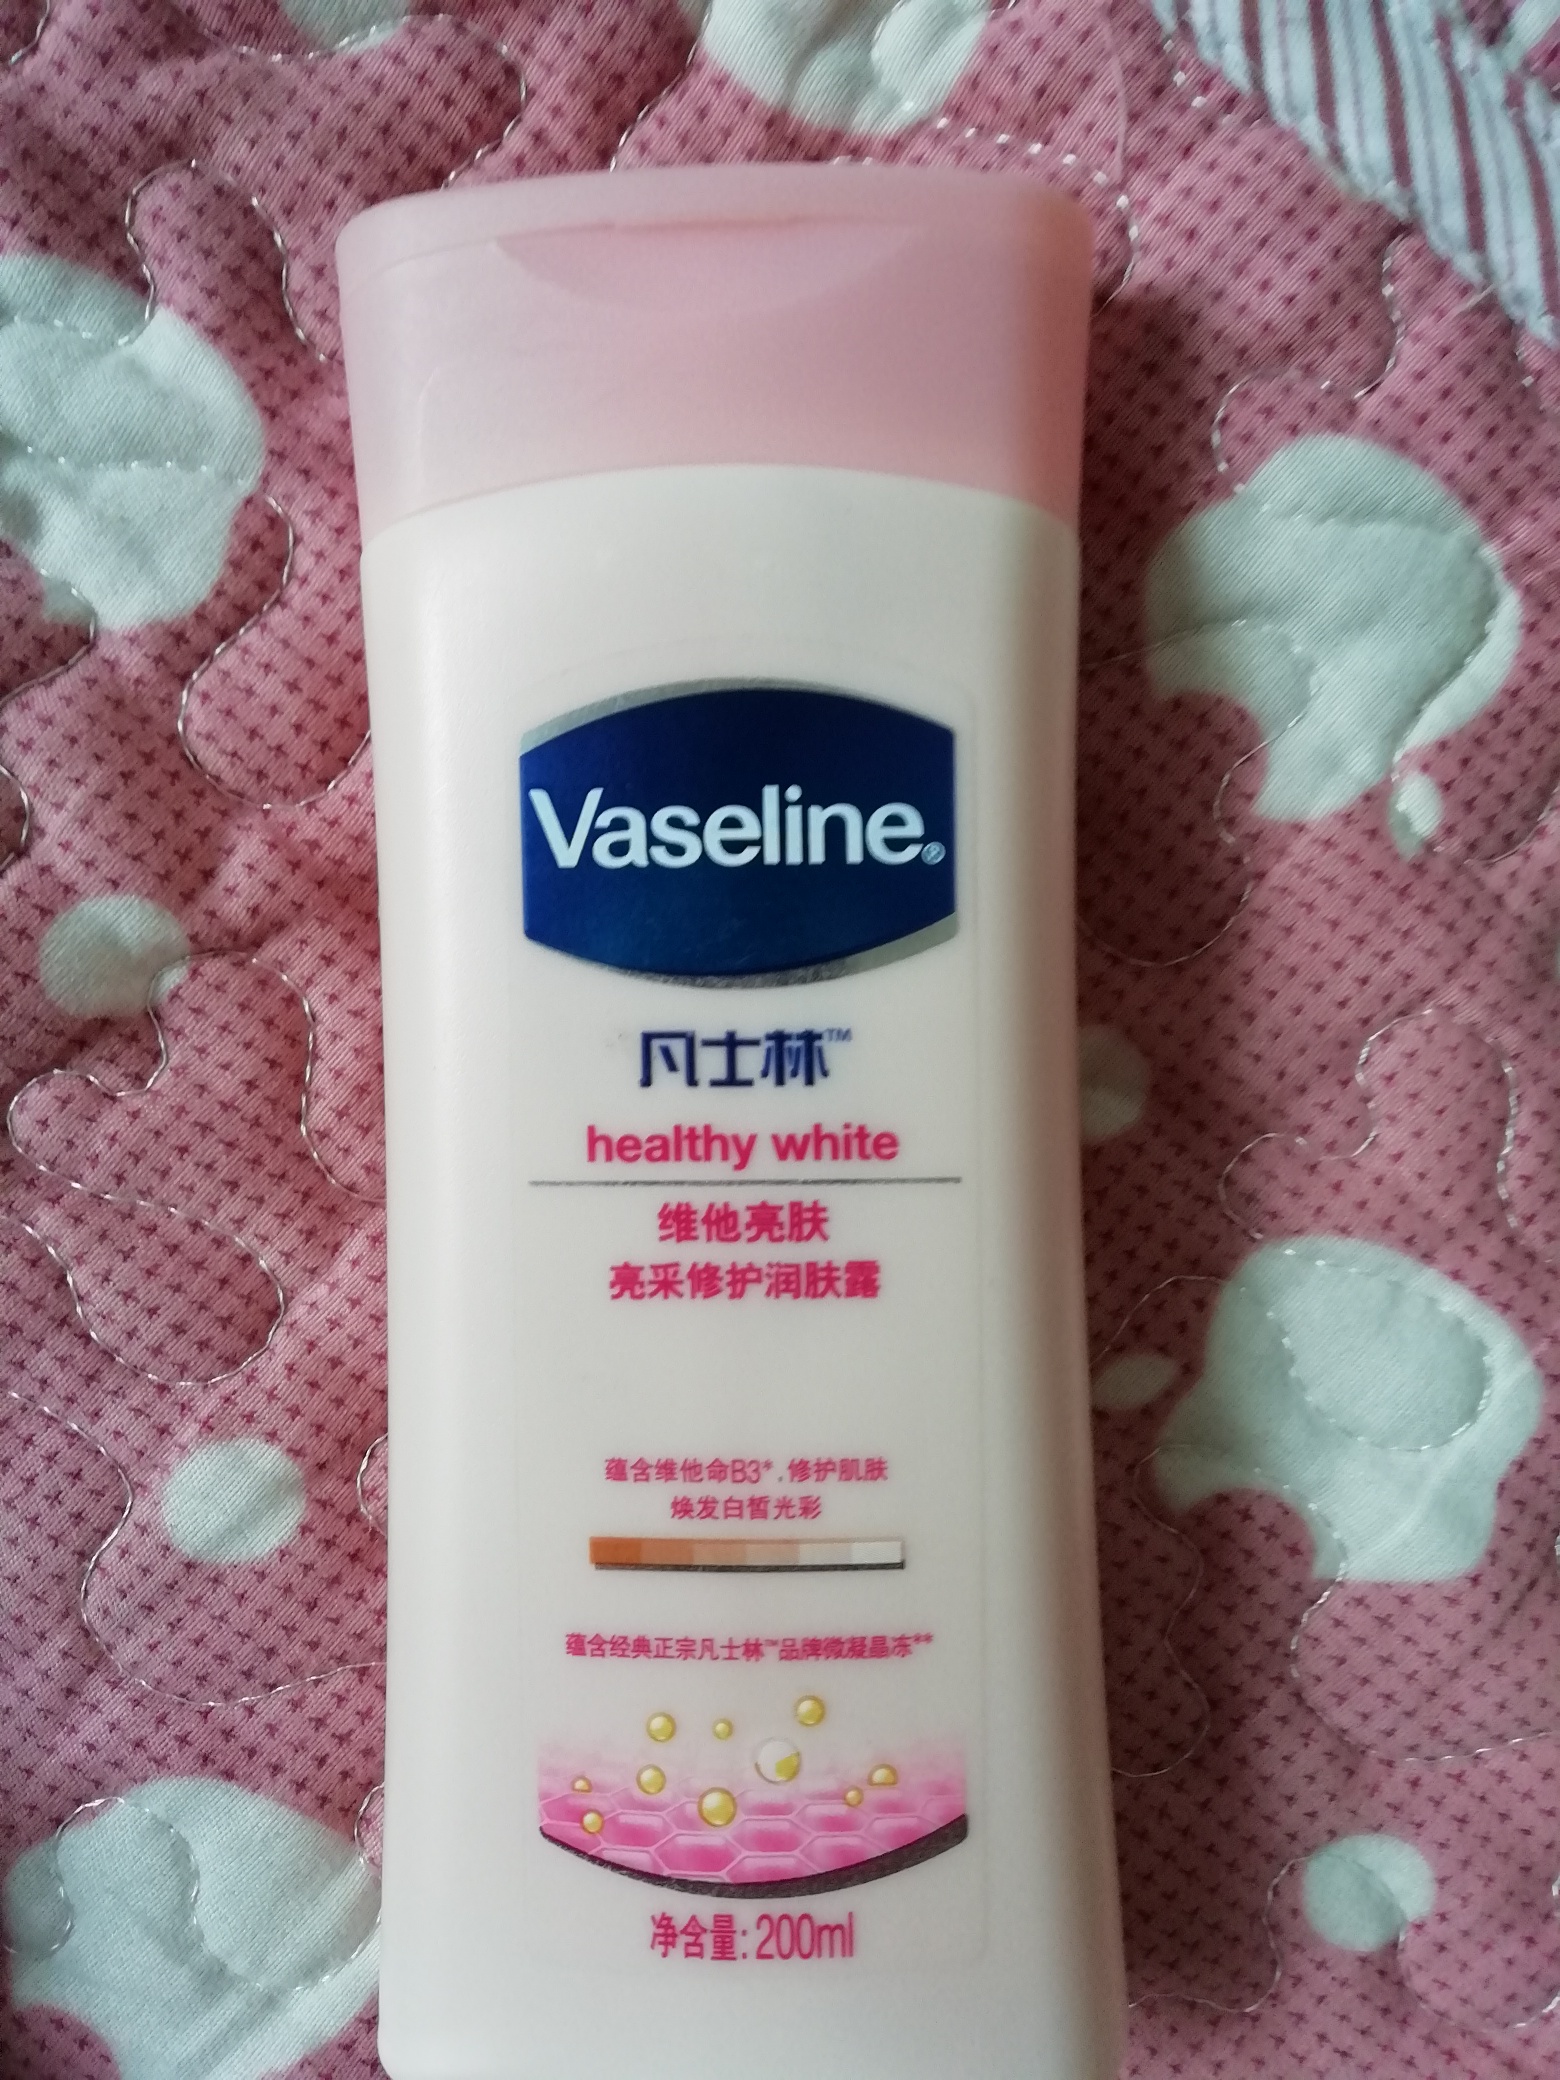 Vaseline®
凡士林™
healthy white
维他亮肤
亮采修护润肤露
蕴含维他命B3*,修护肌肤
焕发白皙光彩
蕴含经典正宗凡士林™品牌微凝晶冻**
净含量:200ml